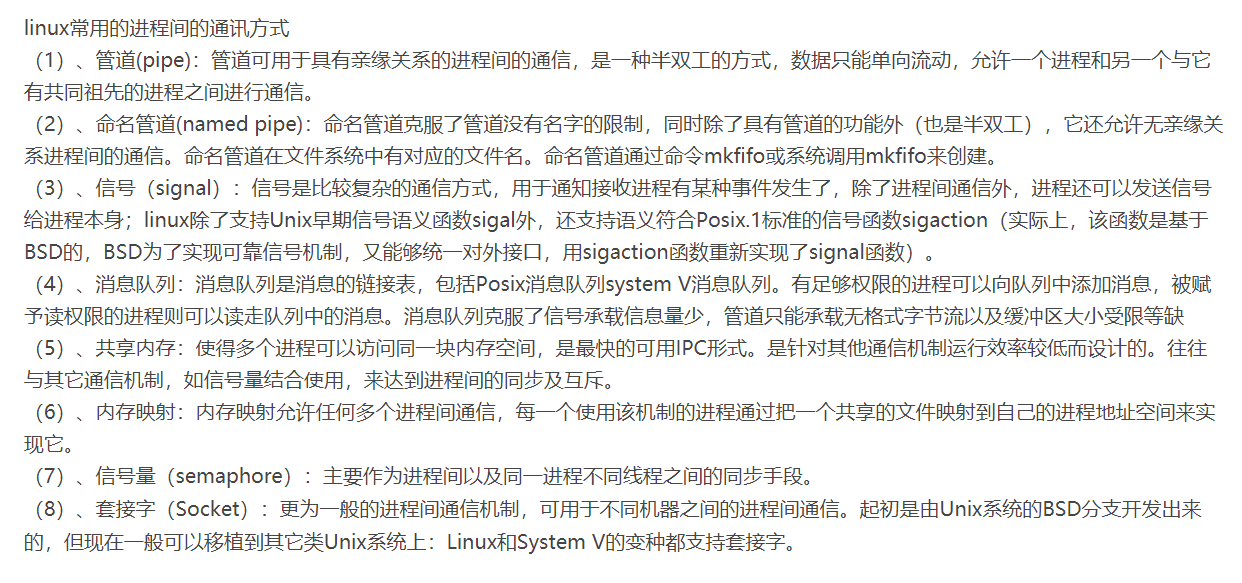 linux常用的进程间的通讯方式
（1）、管道(pipe)：管道可用于具有亲缘关系的进程间的通信，是一种半双工的方式，数据只能单向流动，允许一个进程和另一个与它
有共同祖先的进程之间进行通信。
（2）、命名管道(named pipe)：命名管道克服了管道没有名字的限制，同时除了具有管道的功能外（也是半双工），它还允许无亲缘关
系进程间的通信。命名管道在文件系统中有对应的文件名。命名管道通过命令mkfifo或系统调用mkfifo来创建。
（3）、信号（signal）：信号是比较复杂的通信方式，用于通知接收进程有某种事件发生了，除了进程间通信外，进程还可以发送信号
给进程本身；linux除了支持Unix早期信号语义函数sigal外，还支持语义符合Posix.1标准的信号函数sigaction（实际上，该函数是基于
BSD的，BSD为了实现可靠信号机制，又能够统一对外接口，用sigaction函数重新实现了signal函数）。
（4）、消息队列：消息队列是消息的链接表，包括Posix消息队列system V消息队列。有足够权限的进程可以向队列中添加消息，被赋
予读权限的进程则可以读走队列中的消息。消息队列克服了信号承载信息量少，管道只能承载无格式字节流以及缓冲区大小受限等缺
（5）、共享内存：使得多个进程可以访问同一块内存空间，是最快的可用IPC形式。是针对其他通信机制运行效率较低而设计的。往往
与其它通信机制，如信号量结合使用，来达到进程间的同步及互斥。
（6）、内存映射：内存映射允许任何多个进程间通信，每一个使用该机制的进程通过把一个共享的文件映射到自己的进程地址空间来实
现它。
（7）、信号量（semaphore）：主要作为进程间以及同一进程不同线程之间的同步手段。
（8）、套接字（Socket）：更为一般的进程间通信机制，可用于不同机器之间的进程间通信。起初是由Unix系统的BSD分支开发出来
的，但现在一般可以移植到其它类Unix系统上：Linux和System V的变种都支持套接字。